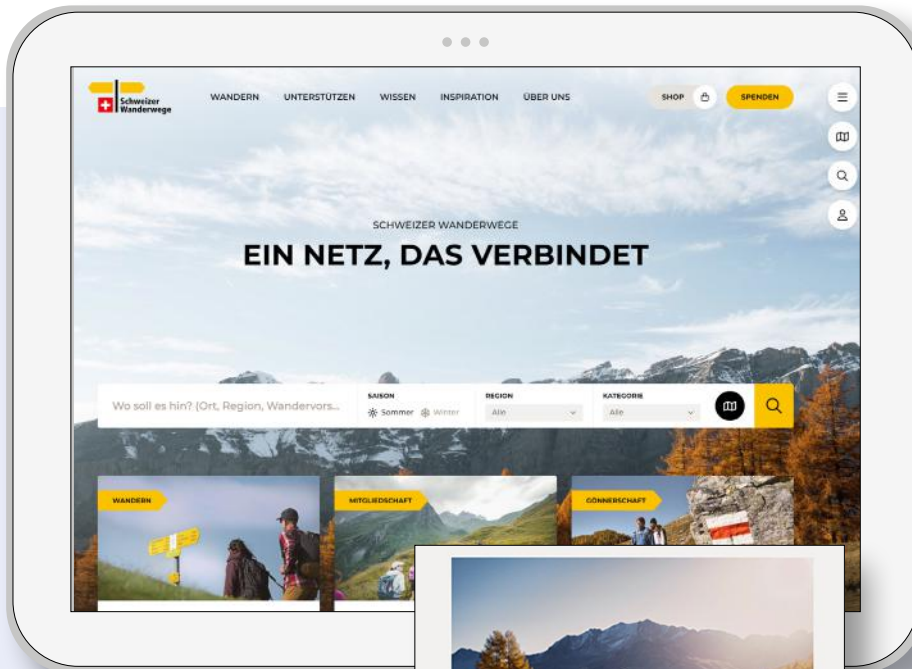 Schweizer
Wanderwege
WANDERN UNTERSTÜTZEN WISSEN INSPIRATION ÜBER UNS SHOP SPENDEN
SCHWEIZER WANDERWEGE
EIN NETZ, DAS VERBINDET
Wo soll es hin? (Ort, Region, Wandervors...
SAISON REGION KATEGORIE
Sommer Winter Alle Alle
WANDERN MITGLIEDSCHAFT GÖNNERSCHAFT